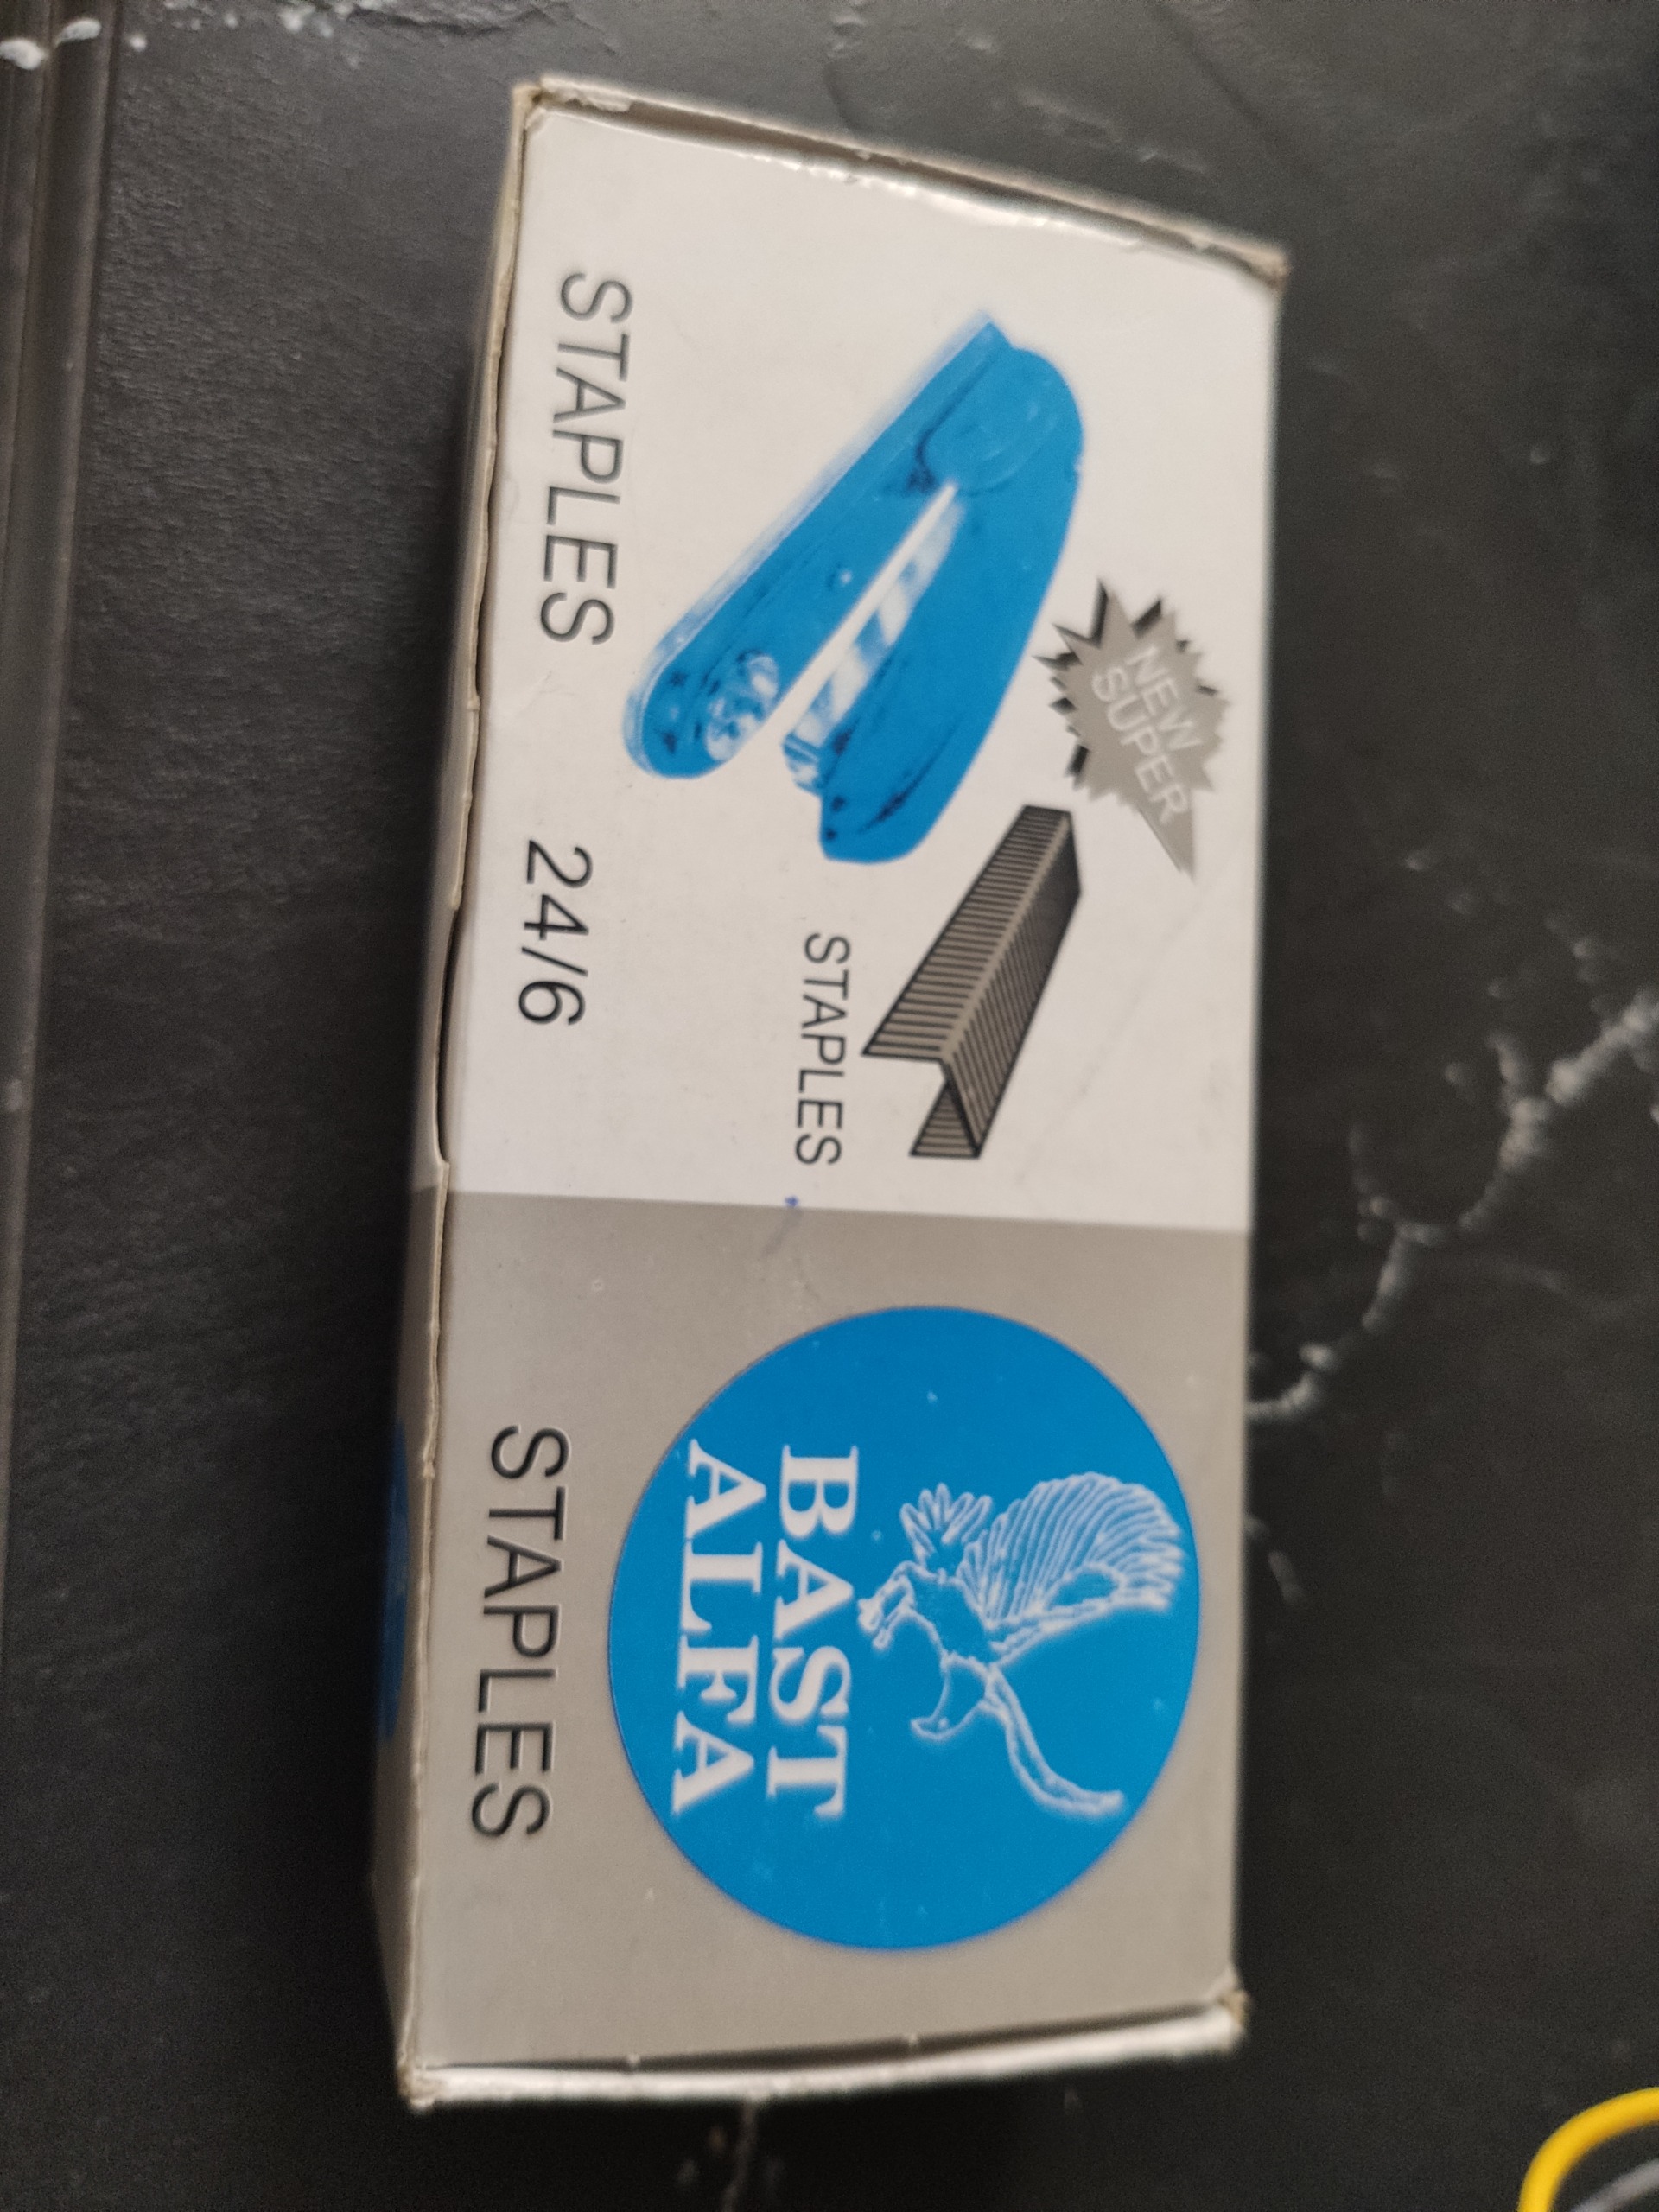 NEW
SUPER
STAPLES
STAPLES 24/6
BAST
ALFA
STAPLES